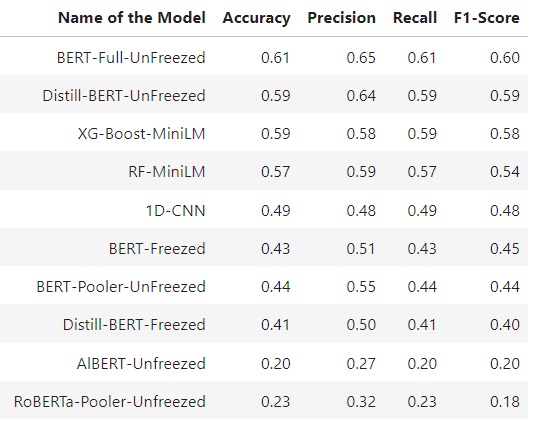 Name of the Model Accuracy Precision Recall F1-Score
BERT-Full-UnFreezed 0.61 0.65 0.61 0.60
Distill-BERT-UnFreezed 0.59 0.64 0.59 0.59
XG-Boost-MiniLM 0.59 0.58 0.59 0.58
RF-MiniLM 0.57 0.59 0.57 0.54
1D-CNN 0.49 0.48 0.49 0.48
BERT-Freezed 0.43 0.51 0.43 0.45
BERT-Pooler-UnFreezed 0.44 0.55 0.44 0.44
Distill-BERT-Freezed 0.41 0.50 0.41 0.40
AlBERT-Unfreezed 0.20 0.27 0.20 0.20
RoBERTa-Pooler-Unfreezed 0.23 0.32 0.23 0.18